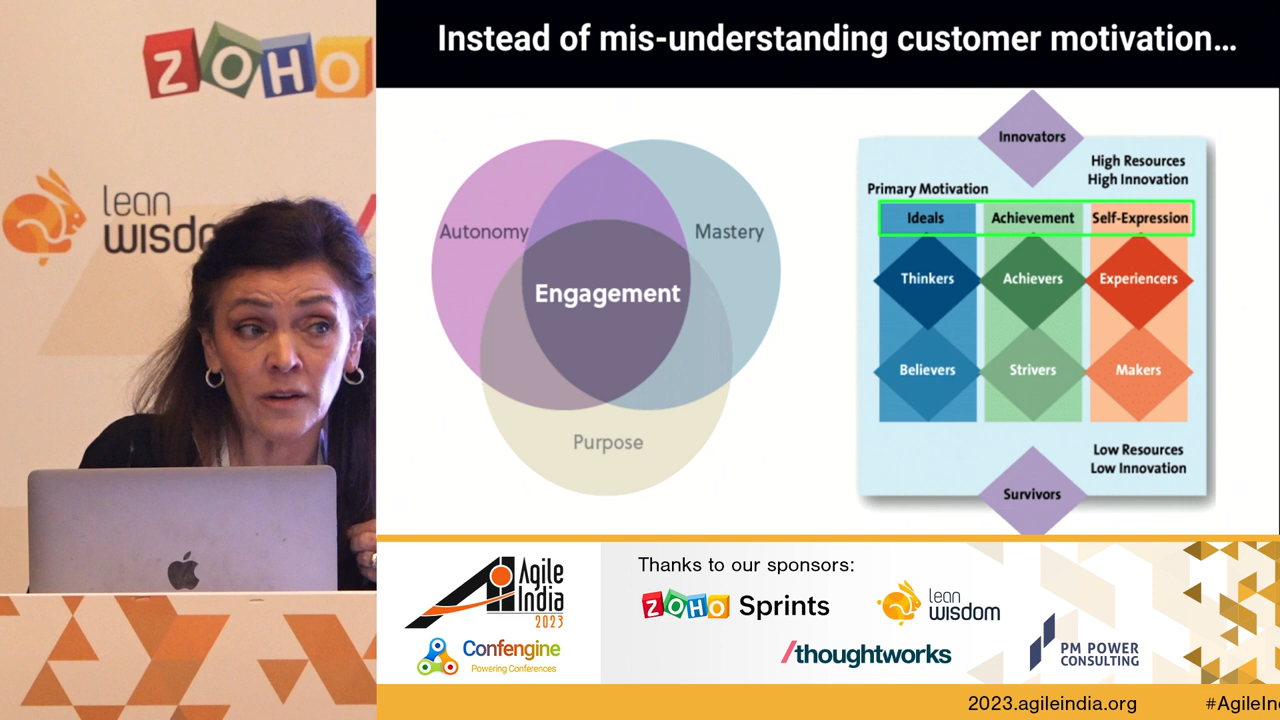 ZOHO
lean
wisdo
Instead of mis-understanding customer motivation...
Autonomy
Mastery
Engagement
Purpose
Innovators
High Resources
High Innovation
Primary Motivation
Ideals
Achievement
Self-Expression
Thinkers
Achievers
Experiencers
Believers
Strivers
Makers
Low Resources
Low Innovation
Survivors
Agile
India
2023
Confengine
Powering Conferences
Thanks to our sponsors:
ZOHO Sprints
lean
wisdom
/thoughtworks
PM POWER
CONSULTING
2023.agileindia.org
#AgileIn